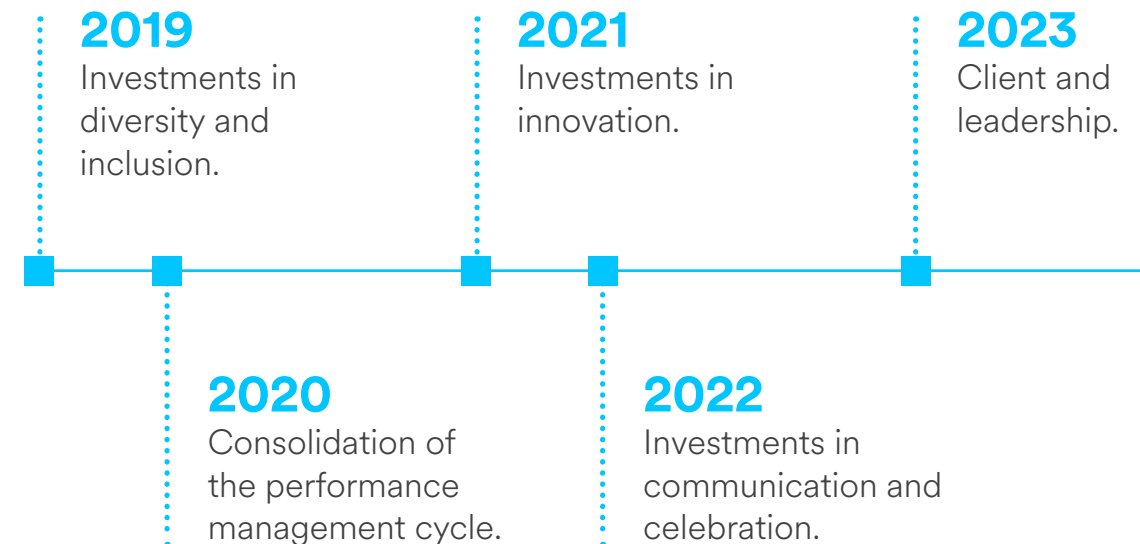 2019
Investments in
diversity and
inclusion.
2021
Investments in
innovation.
2023
Client and
leadership.
2020
Consolidation of
the performance
management cycle.
2022
Investments in
communication and
celebration.